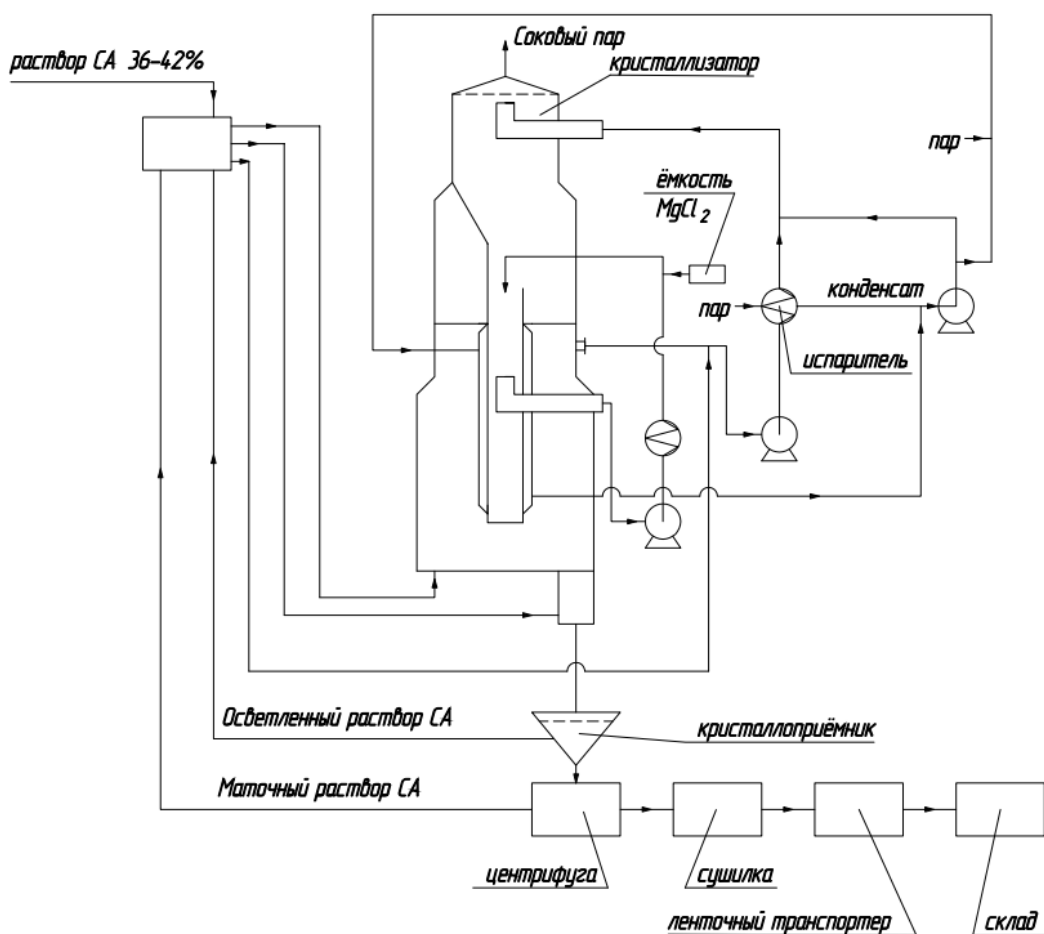 Соковый пар
кристаллизатор
раствор СА 36-42%
пар
ёмкость
MgCl2
конденсат
пар
испаритель
Осветленный раствор СА
кристаллоприёмник
Маточный раствор СА
центрифуга
сушилка
ленточный транспортер
склад